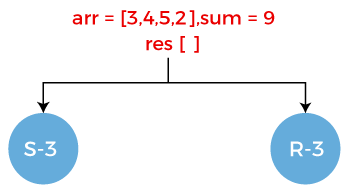 arr = [3,4,5,2],sum = 9
res [ ]
S-3 R-3